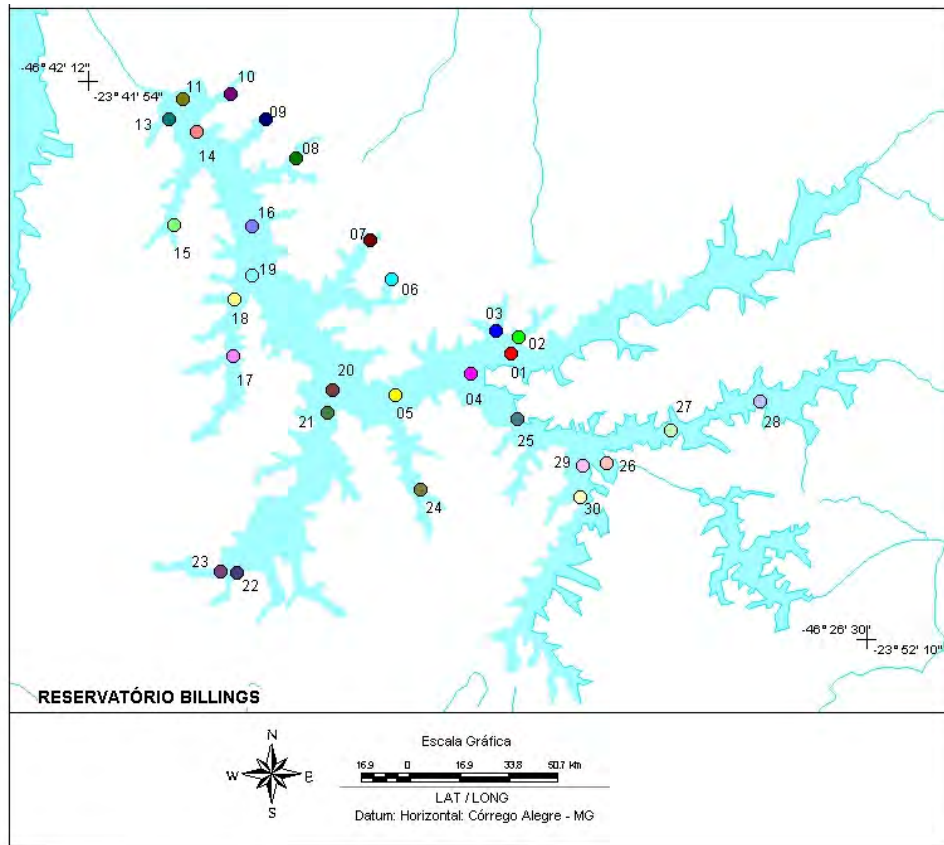 -46° 42' 12"
-23° 41' 54"
10
11
13
09
14
08
16
15
07
19
06
18
03
02
17
01
20
04
05
27
21
28
25
29
26
24
30
23
22
-46° 26' 30"
-23° 52' 10"
RESERVATÓRIO BILLINGS
N
W
E
S
Escala Gráfica
16.9 0 16.9 33.8 50.7 Km
LAT / LONG
Datum: Horizontal: Córrego Alegre - MG